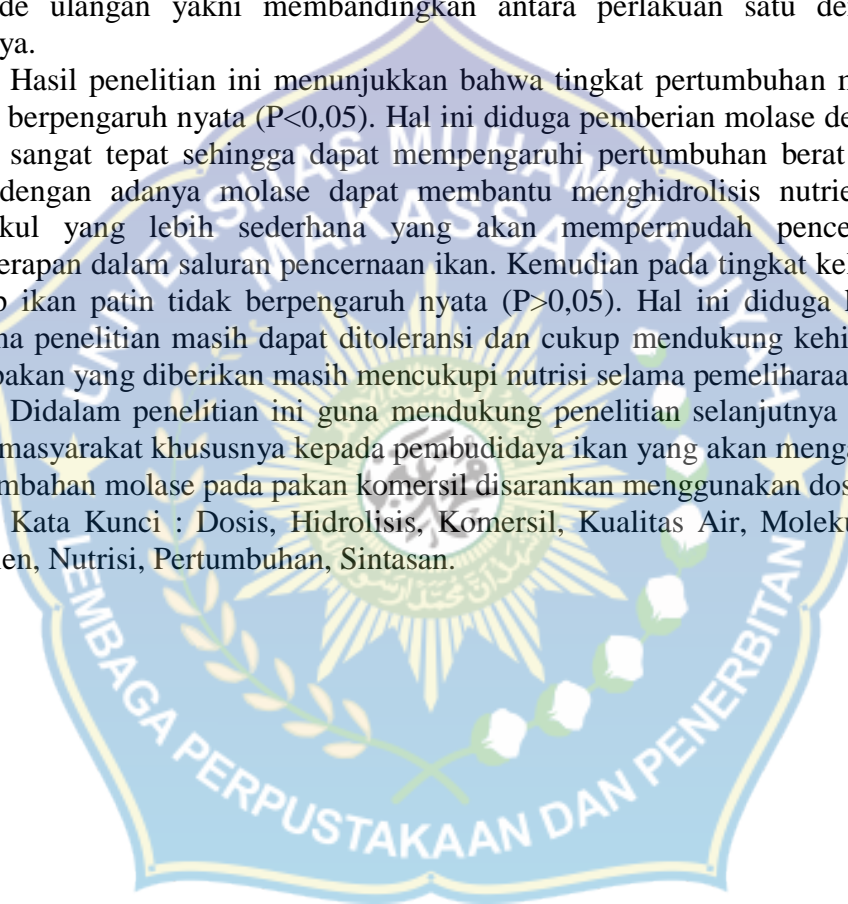 de ulangan yakni membandingkan antara perlakuan satu de
ya.
Hasil penelitian ini menunjukkan bahwa tingkat pertumbuhan m
berpengaruh nyata (P<0,05). Hal ini diduga pemberian molase de
sangat tepat sehingga dapat mempengaruhi pertumbuhan berat
dengan adanya molase dapat membantu menghidrolisis nutrie
kul yang lebih sederhana yang akan mempermudah pence
erapan dalam saluran pencernaan ikan. Kemudian pada tingkat kel
p ikan patin tidak berpengaruh nyata (P>0,05). Hal ini diduga k
na penelitian masih dapat ditoleransi dan cukup mendukung kehi
pakan yang diberikan masih mencukupi nutrisi selama pemeliharaa
Didalam penelitian ini guna mendukung penelitian selanjutnya
masyarakat khususnya kepada pembudidaya ikan yang akan menga
mbahan molase pada pakan komersil disarankan menggunakan dos
Kata Kunci : Dosis, Hidrolisis, Komersil, Kualitas Air, Moleku
en, Nutrisi, Pertumbuhan, Sintasan.
UNIVERSITAS MUHAMMADIYAH
MAKASSAR
LEMBAGA PERPUSTAKAAN DAN PENERBITAN